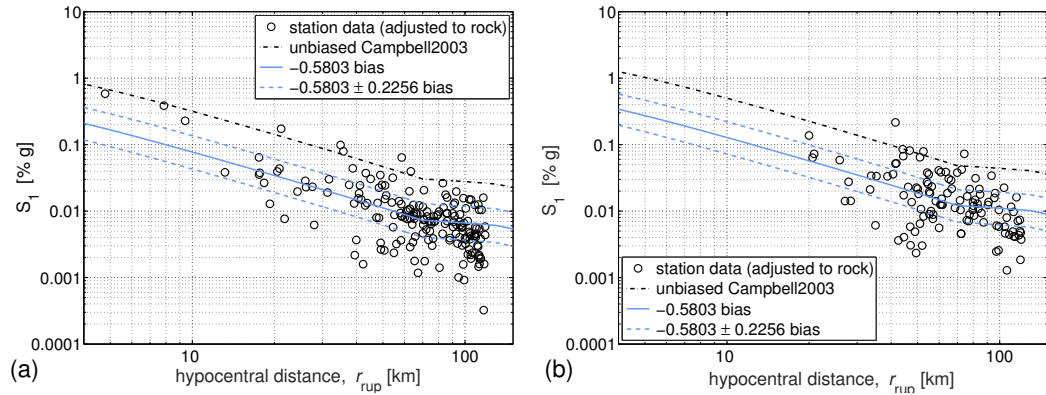 10
1
0.1
0.01
0.001
0.0001
S1 [% g]
station data (adjusted to rock)
unbiased Campbell2003
−0.5803 bias
−0.5803 ± 0.2256 bias
10
100
(a)
hypocentral distance, rrup [km]
10
1
0.1
0.01
0.001
0.0001
S1 [% g]
station data (adjusted to rock)
unbiased Campbell2003
−0.5803 bias
−0.5803 ± 0.2256 bias
10
100
(b)
hypocentral distance, rrup [km]